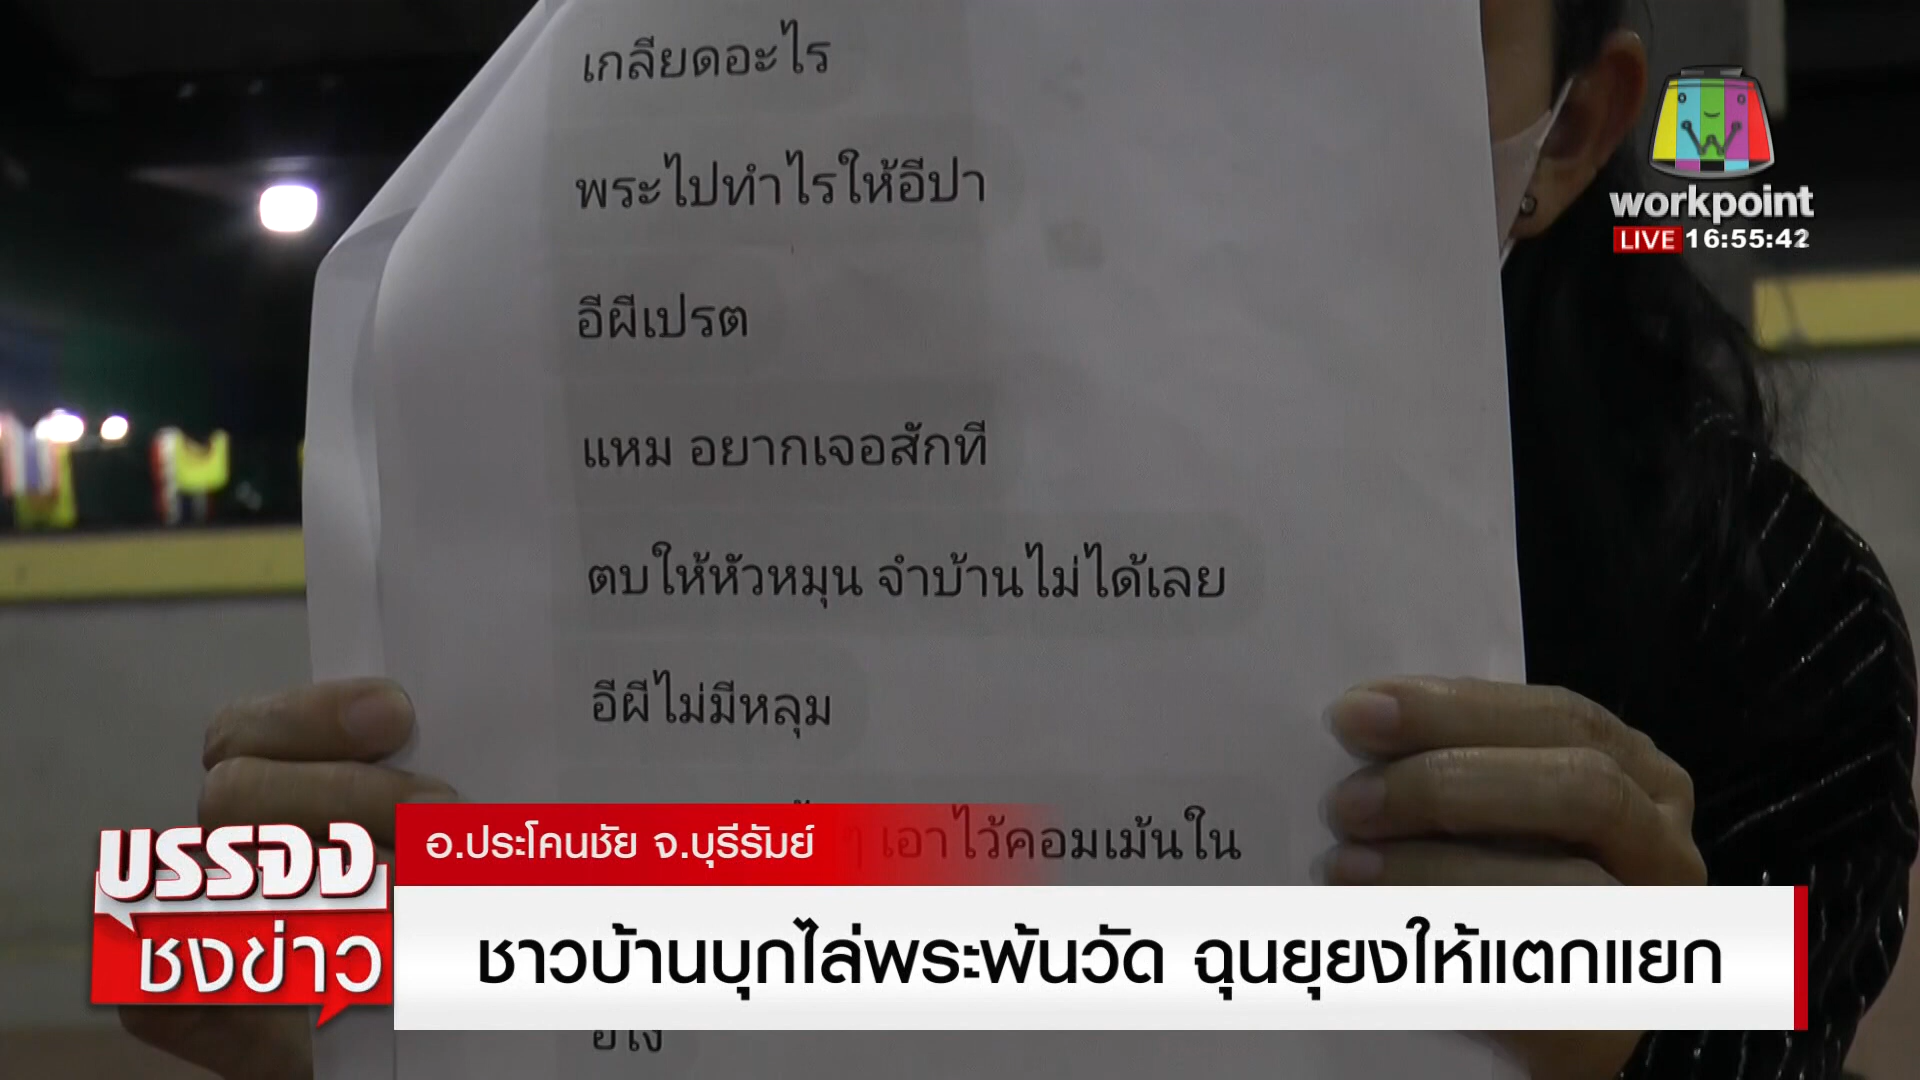 เกลียดอะไร
พระไปทำไรให้อีปา
อีผีเปรต
แหม อยากเจอสักที
ตบให้หัวหมุน จำบ้านไม่ได้เลย
อีผีไม่มีหลุม
ๆ เอาไว้คอมเม้นใน
workpoint
LIVE 16:55:42
บรรจง
ชงข่าว
อ.ประโคนชัย จ.บุรีรัมย์
ชาวบ้านบุกไล่พระพ้นวัด ฉุนยุยงให้แตกแยก